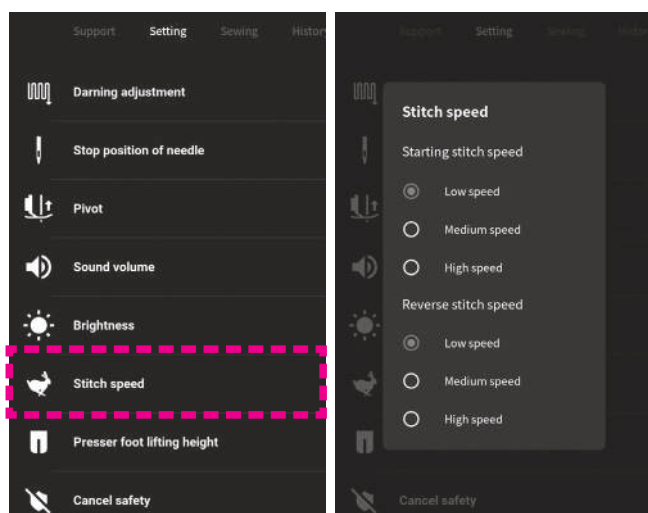 Support Setting Sewing History
Darning adjustment
Stop position of needle
Pivot
Sound volume
Brightness
Stitch speed
Presser foot lifting height
Cancel safety
Support Setting Sewing
Stitch speed
Starting stitch speed
Low speed
Medium speed
High speed
Reverse stitch speed
Low speed
Medium speed
High speed
Cancel safety